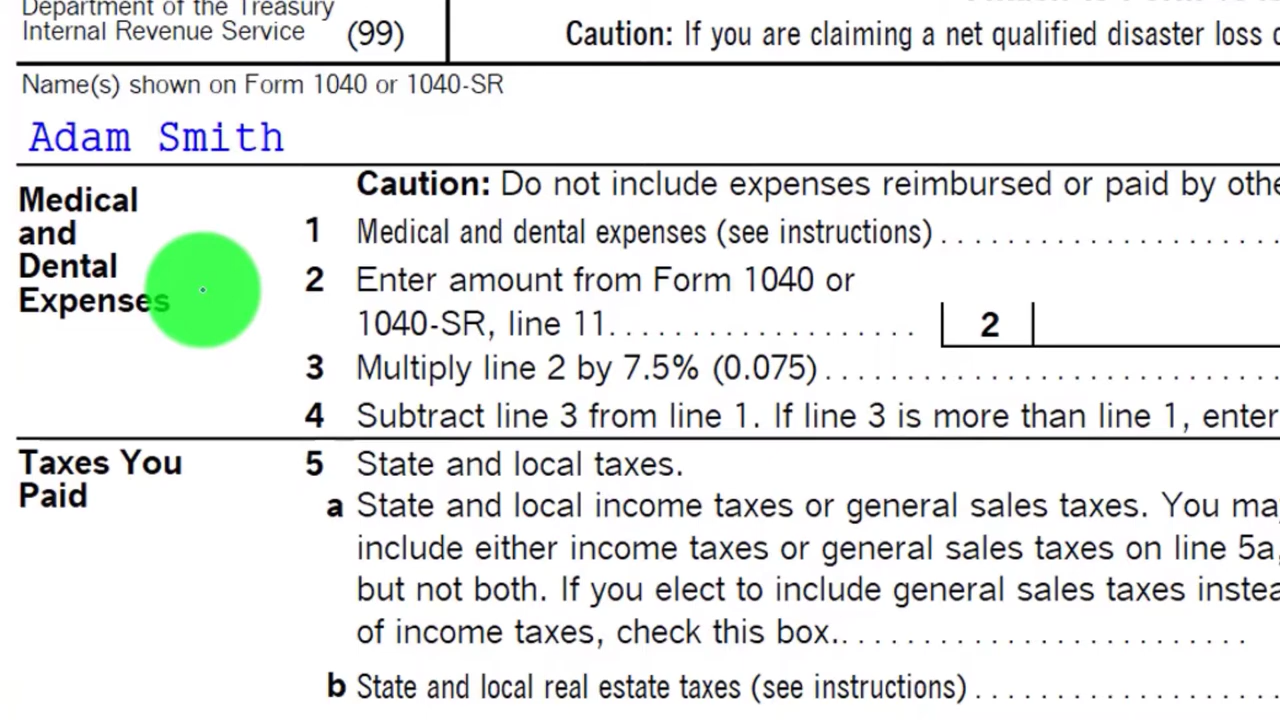 Department of the Treasury
Internal Revenue Service (99)
Caution: If you are claiming a net qualified disaster loss
Name(s) shown on Form 1040 or 1040-SR
Adam Smith
Medical
and
Dental
Expenses
Caution: Do not include expenses reimbursed or paid by
1 Medical and dental expenses (see instructions)
2 Enter amount from Form 1040 or
1040-SR, line 11 2
3 Multiply line 2 by 7.5% (0.075)
4 Subtract line 3 from line 1. If line 3 is more than line 1, enter
Taxes You
Paid
5 State and local taxes.
a State and local income taxes or general sales taxes. You
include either income taxes or general sales taxes on line 5a,
but not both. If you elect to include general sales taxes
of income taxes, check this box.
b State and local real estate taxes (see instructions)